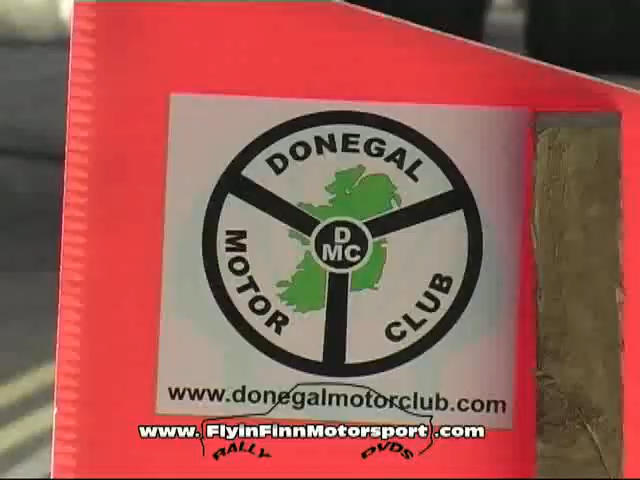 DONEGAL
MOTOR
CLUB
D
MC
www.donegalmotorclub.com
www.FlyinFinnMotorsport.com
RALLY DVDS